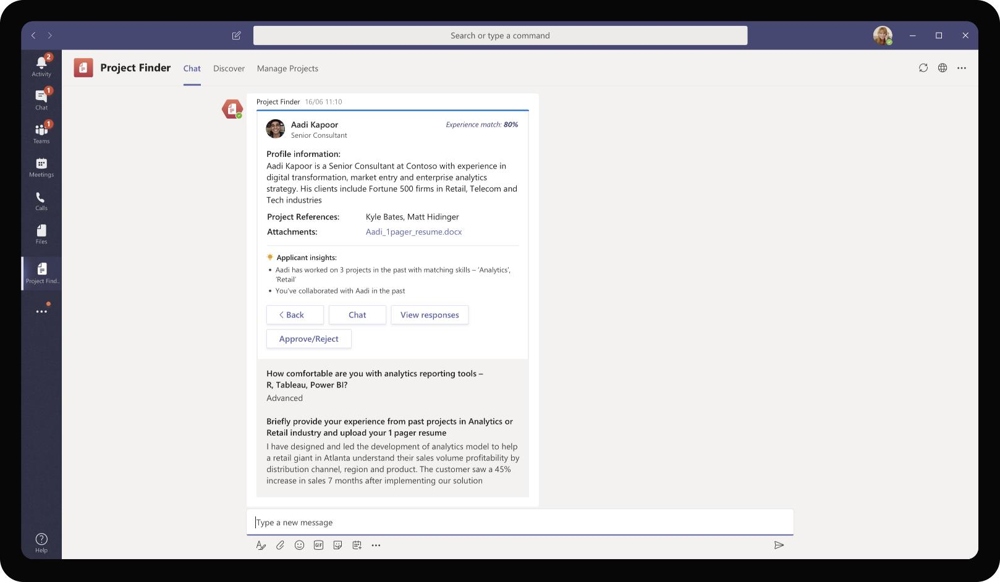 Search or type a command
2
Activity
1
Chat
1
Teams
Meetings
Calls
Files
Project Find..
Help
Project Finder
Chat
Discover
Manage Projects
Project Finder 16/06 11:10
Aadi Kapoor
Experience match: 80%
Senior Consultant
Profile information:
Aadi Kapoor is a Senior Consultant at Contoso with experience in
digital transformation, market entry and enterprise analytics
strategy. His clients include Fortune 500 firms in Retail, Telecom and
Tech industries
Project References: Kyle Bates, Matt Hidinger
Attachments: Aadi_1pager_resume.docx
Applicant insights:
• Aadi has worked on 3 projects in the past with matching skills – ‘Analytics’,
‘Retail’
• You’ve collaborated with Aadi in the past
Back
Chat
View responses
Approve/Reject
How comfortable are you with analytics reporting tools –
R, Tableau, Power BI?
Advanced
Briefly provide your experience from past projects in Analytics or
Retail industry and upload your 1 pager resume
I have designed and led the development of analytics model to help
a retail giant in Atlanta understand their sales volume profitability by
distribution channel, region and product. The customer saw a 45%
increase in sales 7 months after implementing our solution
Type a new message
GIF